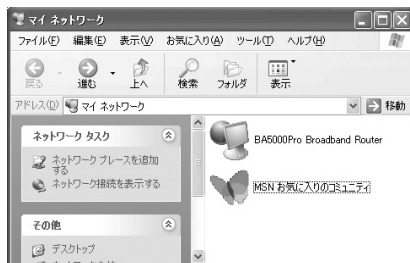 マイ ネットワーク
ファイル(F) 編集(E) 表示(V) お気に入り(A) ツール(T) ヘルプ(H)
戻る 進む 上へ 検索 フォルダ 表示
アドレス(D) マイ ネットワーク 移動
ネットワーク タスク
ネットワーク プレースを追加
する
ネットワーク接続を表示する
その他
デスクトップ
BA5000Pro Broadband Router
MSN お気に入りのコミュニティ